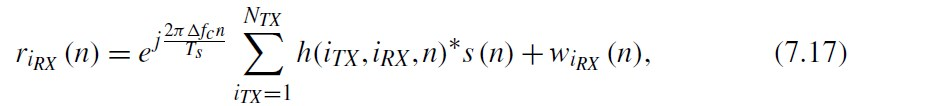 r_{i_{RX}}(n) = e^{j\frac{2\pi \Delta f_c n}{T_s}} \sum_{i_{TX}=1}^{N_{TX}} h(i_{TX}, i_{RX}, n)^* s(n) + w_{i_{RX}}(n), (7.17)